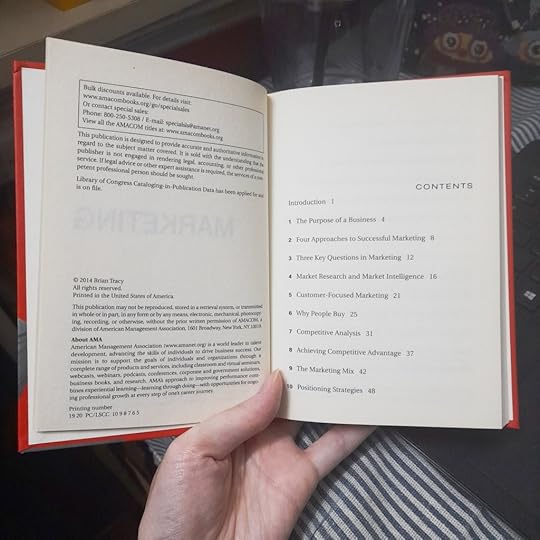 Bulk discounts available. For details visit:
www.amacombooks.org/go/specialsales
Or contact special sales:
Phone: 800-250-5308 / E-mail: specialsls@amanet.org
View all the AMACOM titles at: www.amacombooks.org
This publication is designed to provide accurate and authoritative information in
regard to the subject matter covered. It is sold with the understanding that the
publisher is not engaged in rendering legal, accounting, or other professional
service. If legal advice or other expert assistance is required, the services of a com-
petent professional person should be sought.
Library of Congress Cataloging-in-Publication Data has been applied for and
is on file.
MARKETING
© 2014 Brian Tracy
All rights reserved.
Printed in the United States of America.
This publication may not be reproduced, stored in a retrieval system, or transmitted
in whole or in part, in any form or by any means, electronic, mechanical, photocopy-
ing, recording, or otherwise, without the prior written permission of AMACOM, a
division of American Management Association, 1601 Broadway, New York, NY 10019.
About AMA
American Management Association (www.amanet.org) is a world leader in talent
development, advancing the skills of individuals to drive business success. Our
mission is to support the goals of individuals and organizations through a
complete range of products and services, including classroom and virtual seminars,
webcasts, webinars, podcasts, conferences, corporate and government solutions,
business books, and research. AMA's approach to improving performance com-
bines experiential learning—learning through doing—with opportunities for ongo-
ing professional growth at every step of one's career journey.
Printing number
19 20 PC/LSCC 10 9 8 7 6 5
CONTENTS
Introduction 1
1 The Purpose of a Business 4
2 Four Approaches to Successful Marketing 8
3 Three Key Questions in Marketing 12
4 Market Research and Market Intelligence 16
5 Customer-Focused Marketing 21
6 Why People Buy 25
7 Competitive Analysis 31
8 Achieving Competitive Advantage 37
9 The Marketing Mix 42
10 Positioning Strategies 48